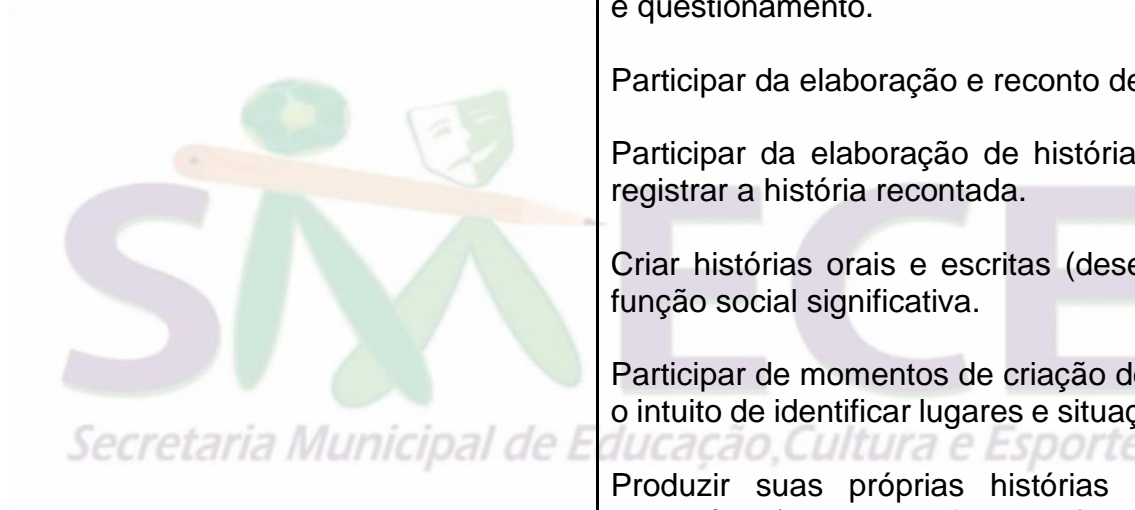 e questionamento.
Participar da elaboração e reconto de
Participar da elaboração de história
registrar a história recontada.
Criar histórias orais e escritas (dese
função social significativa.
Participar de momentos de criação de
o intuito de identificar lugares e situaç
Produzir suas próprias histórias
SMECE
Secretaria Municipal de Educação,Cultura e Esporte